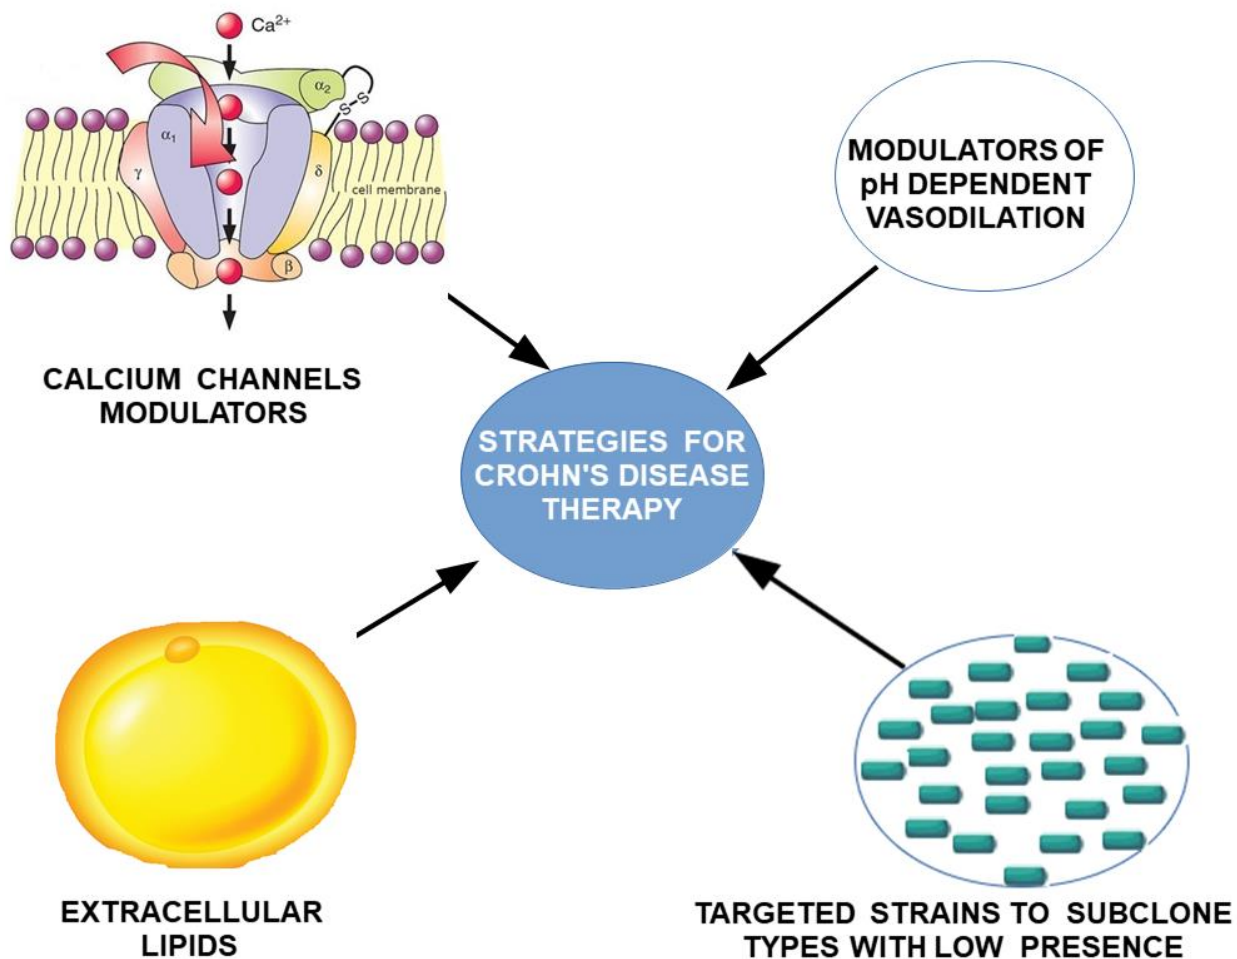 Ca²⁺
α₂
S-S
α₁
γ
δ
cell membrane
β
CALCIUM CHANNELS
MODULATORS
MODULATORS OF
pH DEPENDENT
VASODILATION
STRATEGIES FOR
CROHN'S DISEASE
THERAPY
EXTRACELLULAR
LIPIDS
TARGETED STRAINS TO SUBCLONE
TYPES WITH LOW PRESENCE